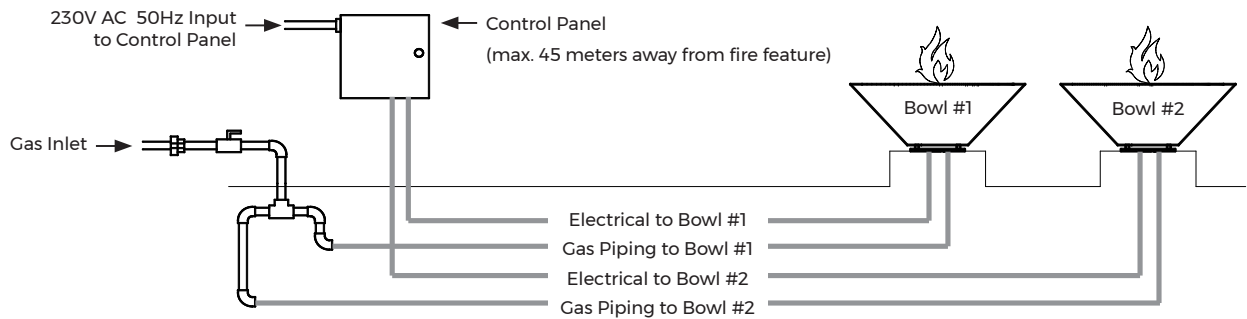 230V AC 50Hz Input
to Control Panel
Control Panel
(max. 45 meters away from fire feature)
Bowl #1
Bowl #2
Gas Inlet
Electrical to Bowl #1
Gas Piping to Bowl #1
Electrical to Bowl #2
Gas Piping to Bowl #2